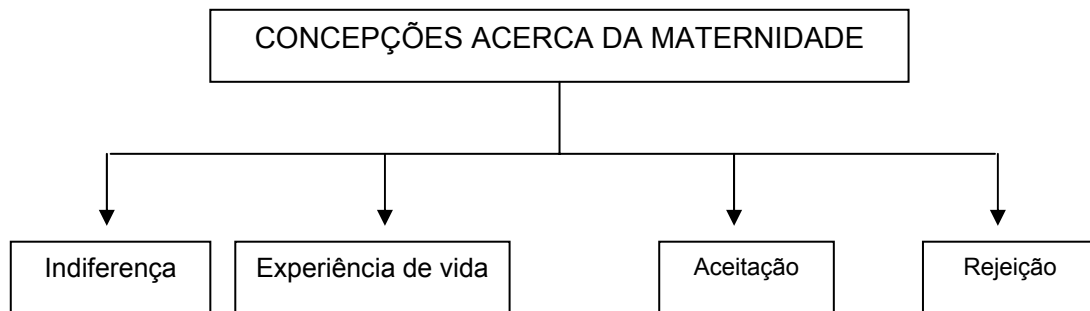 CONCEPÇÕES ACERCA DA MATERNIDADE
Indiferença
Experiência de vida
Aceitação
Rejeição